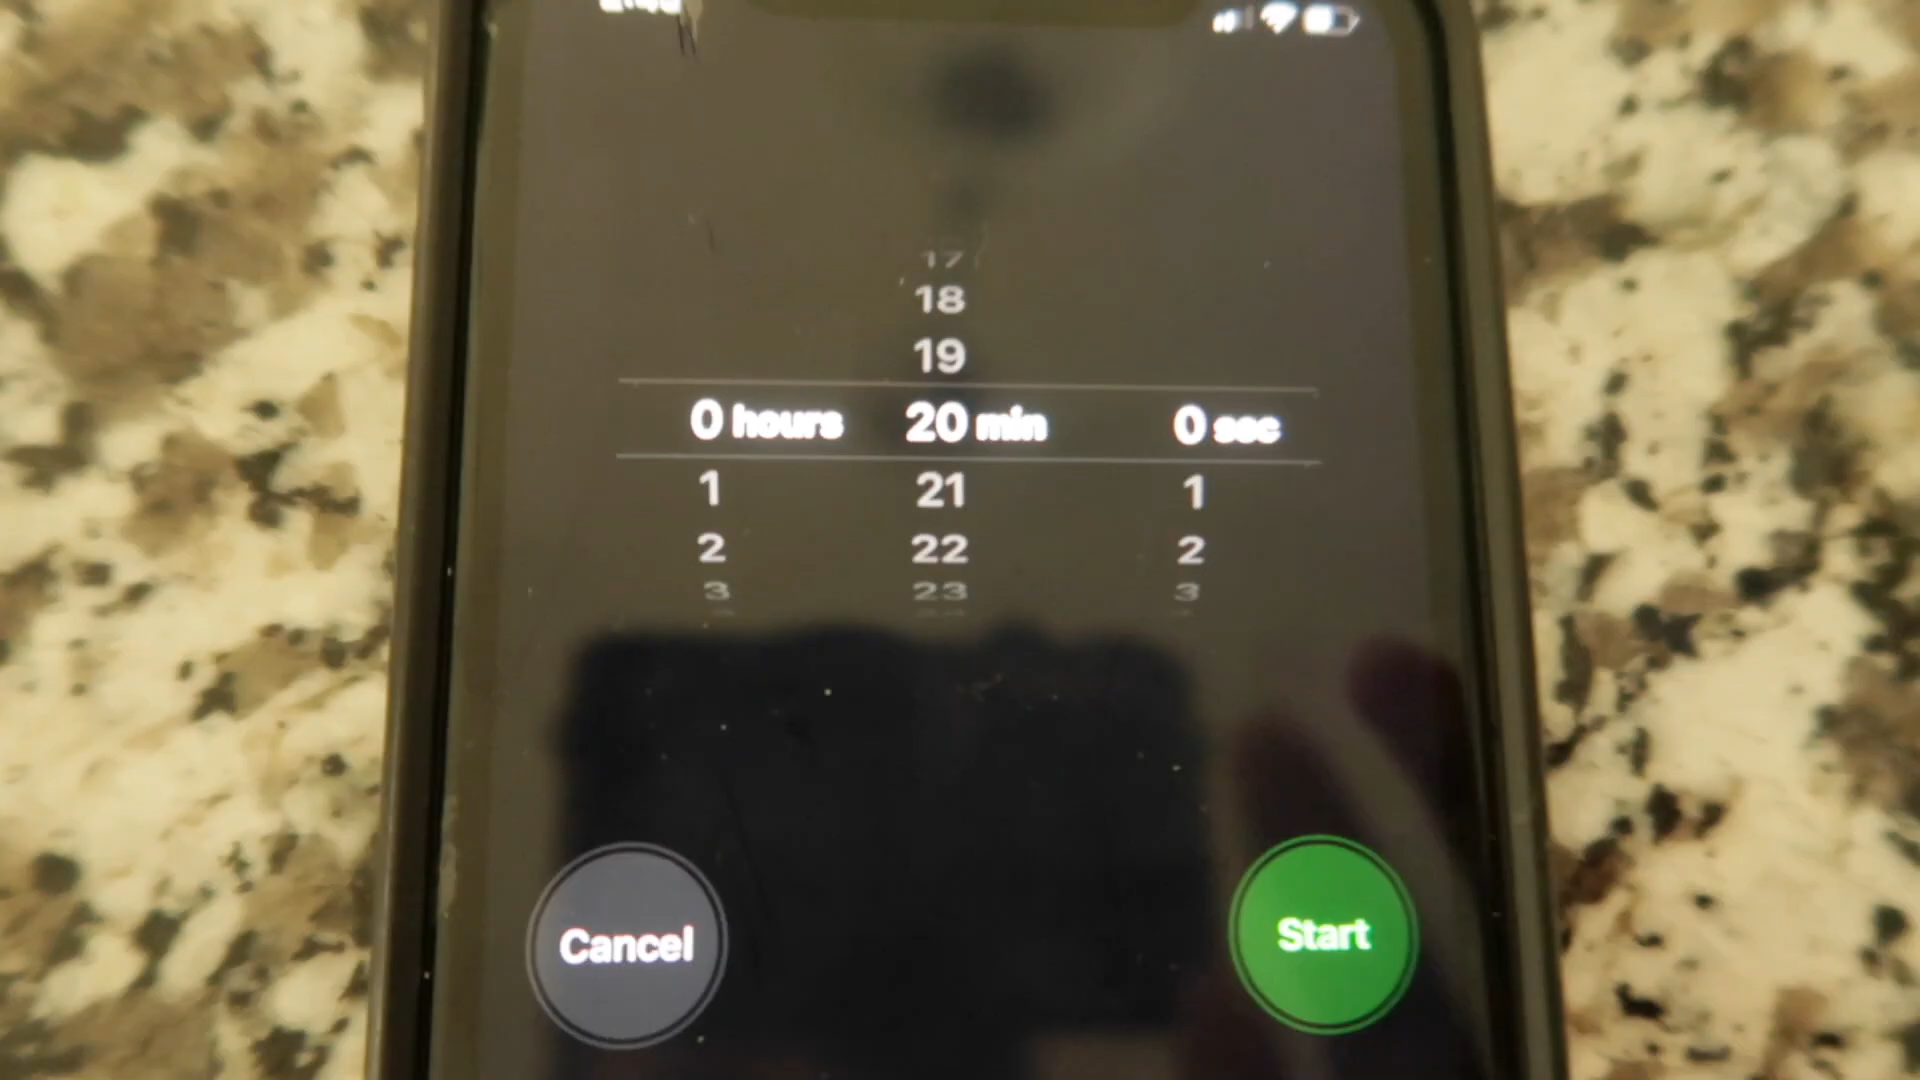 17
18
19
0 hours 20 min 0 sec
1 21 1
2 22 2
3 23 3
Cancel Start